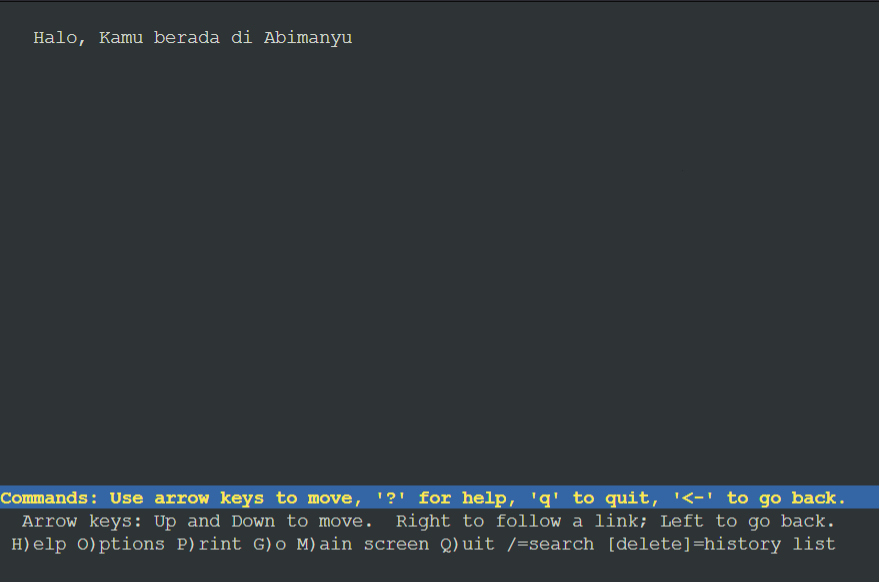 Halo, Kamu berada di Abimanyu
Commands: Use arrow keys to move, '?' for help, 'q' to quit, '<-' to go back.
Arrow keys: Up and Down to move.  Right to follow a link; Left to go back.
H)elp O)ptions P)rint G)o M)ain screen Q)uit /=search [delete]=history list